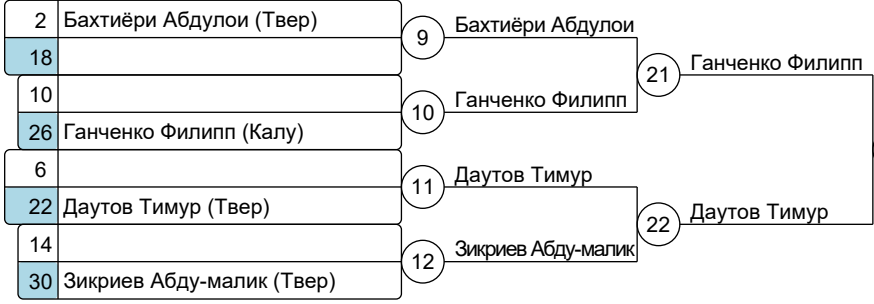 2 Бахтиёри Абдулои (Твер)
18
9 Бахтиёри Абдулои
10
26 Ганченко Филипп (Калу)
10 Ганченко Филипп
21 Ганченко Филипп
6
22 Даутов Тимур (Твер)
11 Даутов Тимур
14
30 Зикриев Абду-малик (Твер)
12 Зикриев Абду-малик
22 Даутов Тимур